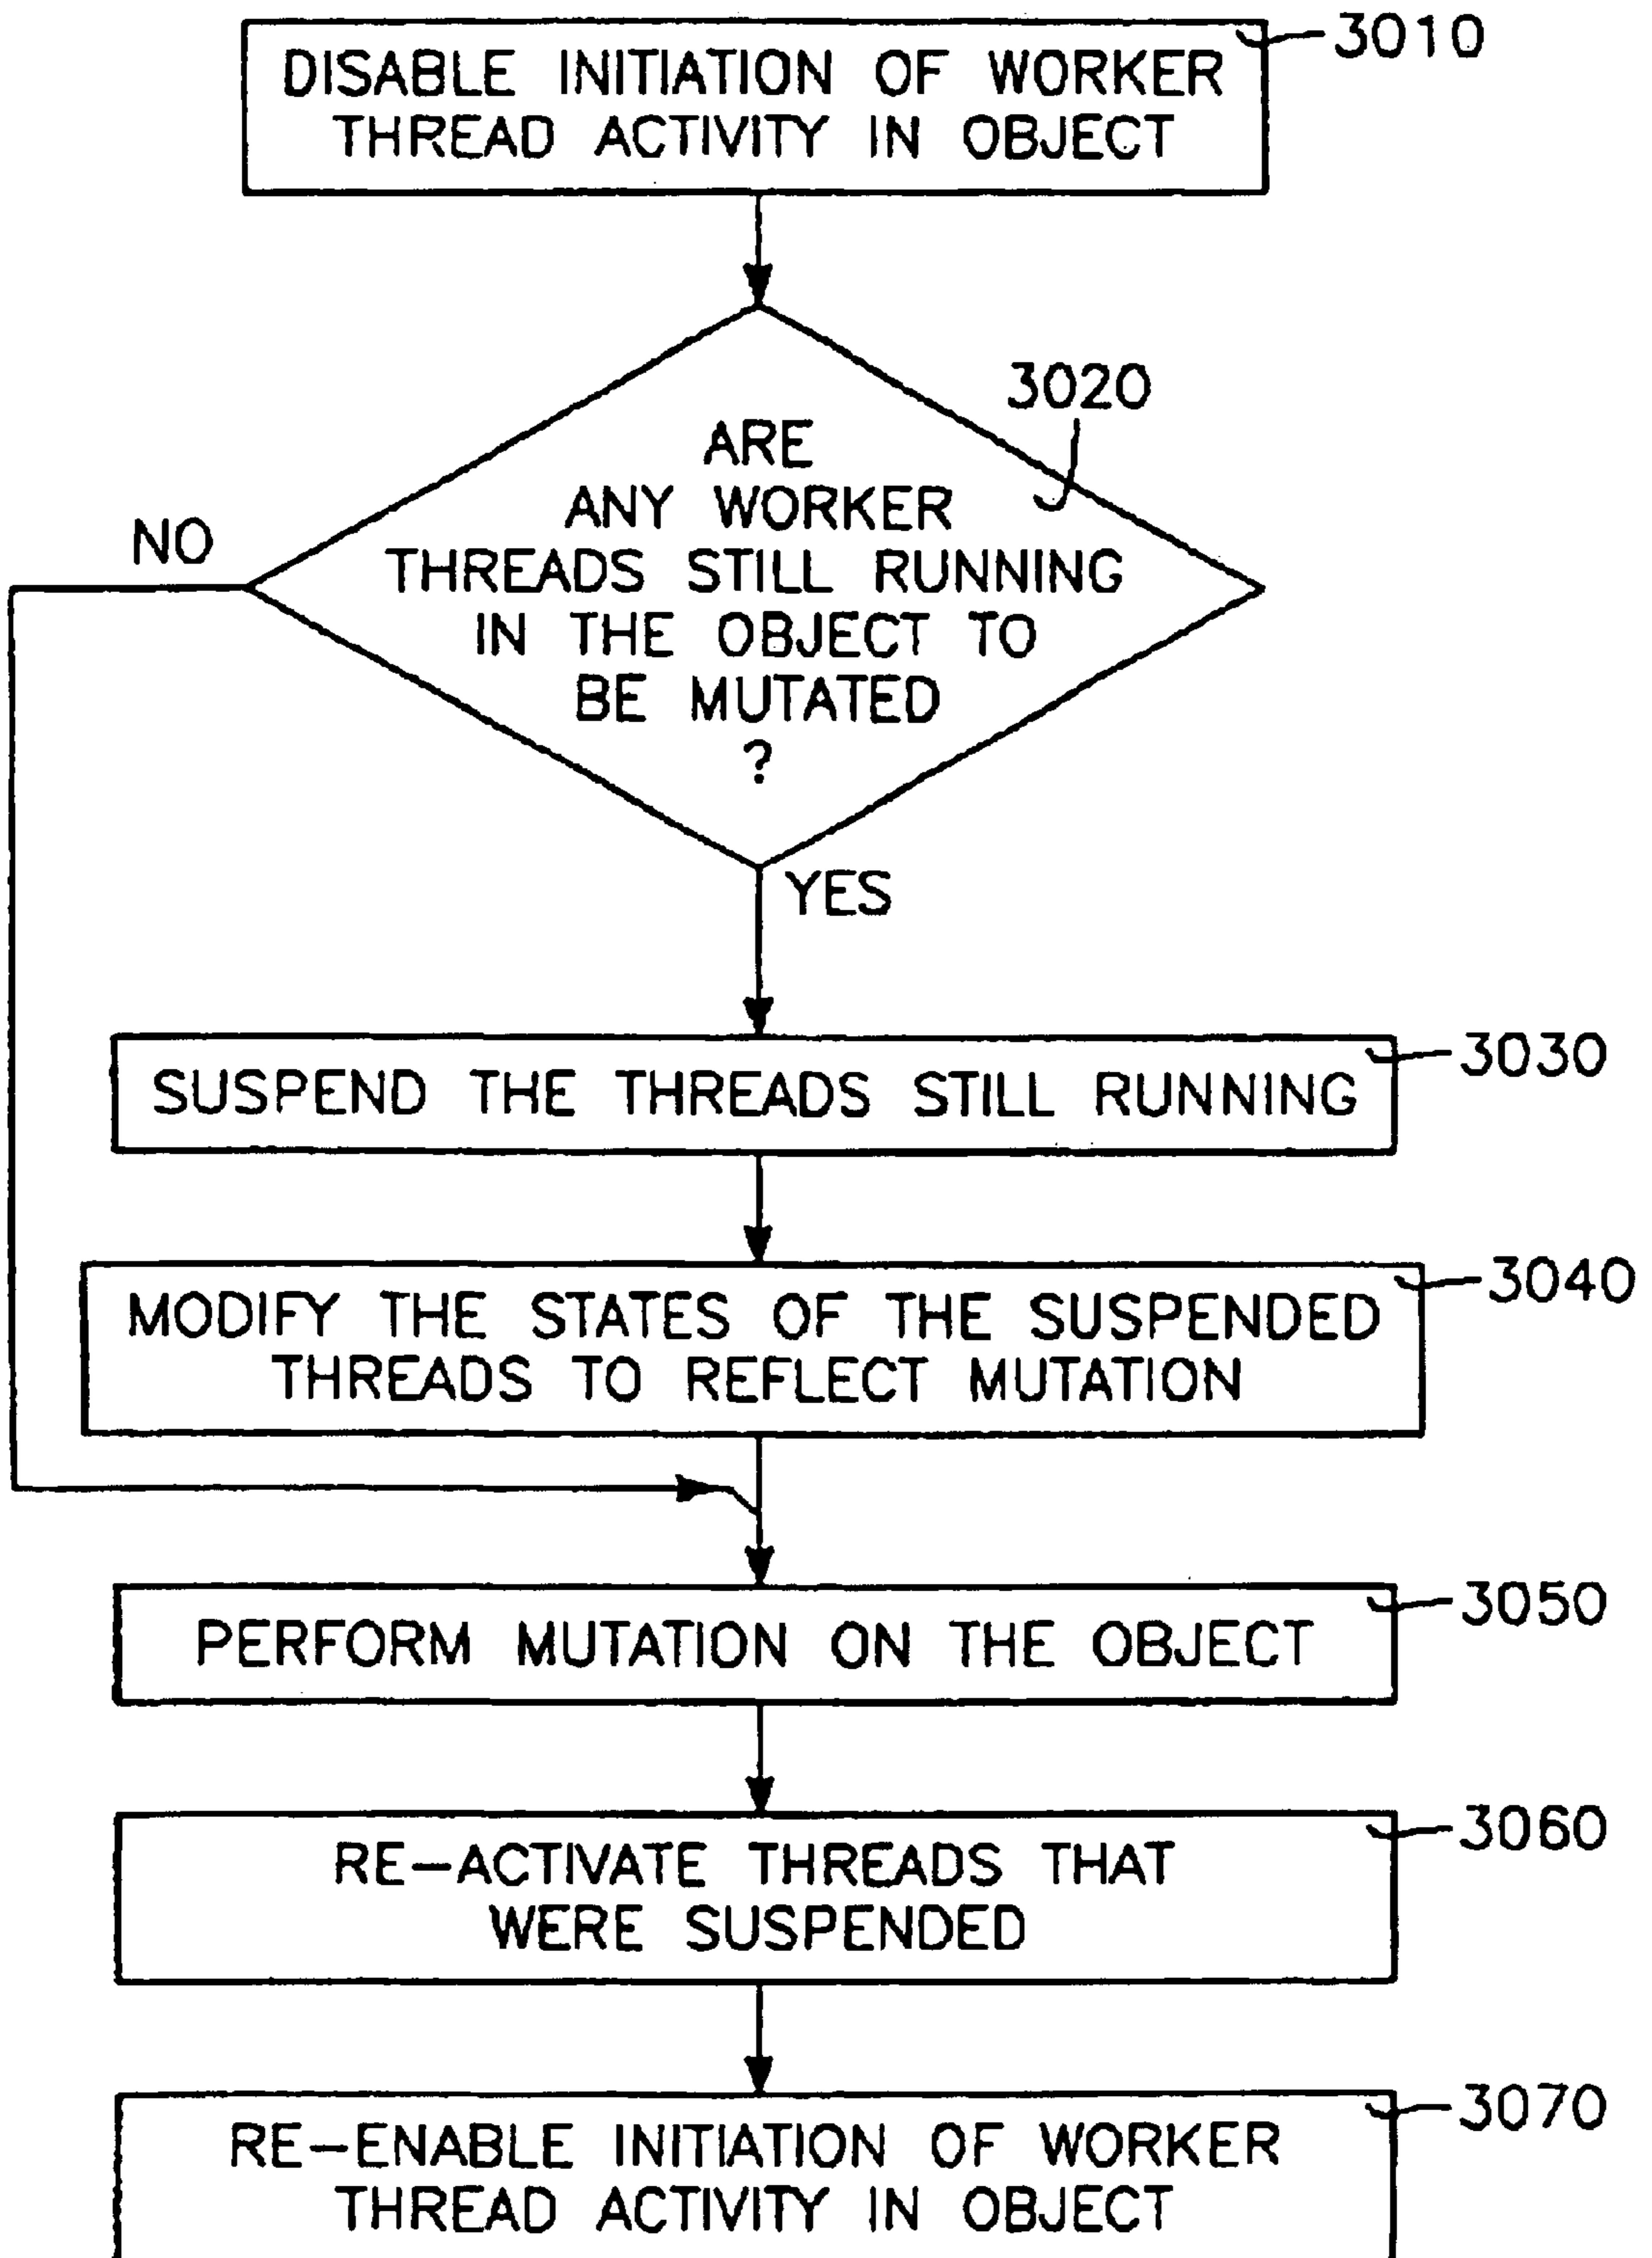 3010
DISABLE INITIATION OF WORKER
THREAD ACTIVITY IN OBJECT
3020
ARE
ANY WORKER
THREADS STILL RUNNING
IN THE OBJECT TO
BE MUTATED
?
NO
YES
3030
SUSPEND THE THREADS STILL RUNNING
3040
MODIFY THE STATES OF THE SUSPENDED
THREADS TO REFLECT MUTATION
3050
PERFORM MUTATION ON THE OBJECT
3060
RE-ACTIVATE THREADS THAT
WERE SUSPENDED
3070
RE-ENABLE INITIATION OF WORKER
THREAD ACTIVITY IN OBJECT